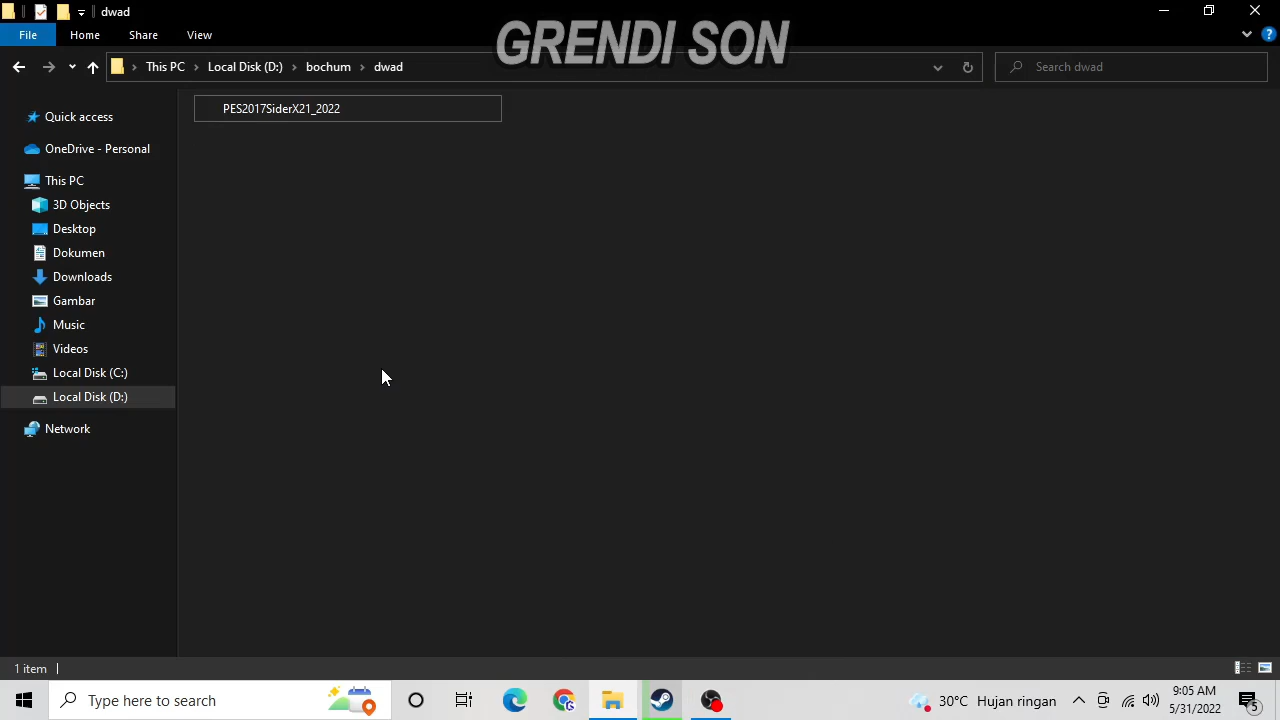 dwad
GRENDI SON
File Home Share View
This PC Local Disk (D:) bochum dwad
Search dwad
PES2017SiderX21_2022
Quick access
OneDrive - Personal
This PC
3D Objects
Desktop
Dokumen
Downloads
Gambar
Music
Videos
Local Disk (C:)
Local Disk (D:)
Network
1 item
Type here to search
30°C Hujan ringan
9:05 AM
5/31/2022
5